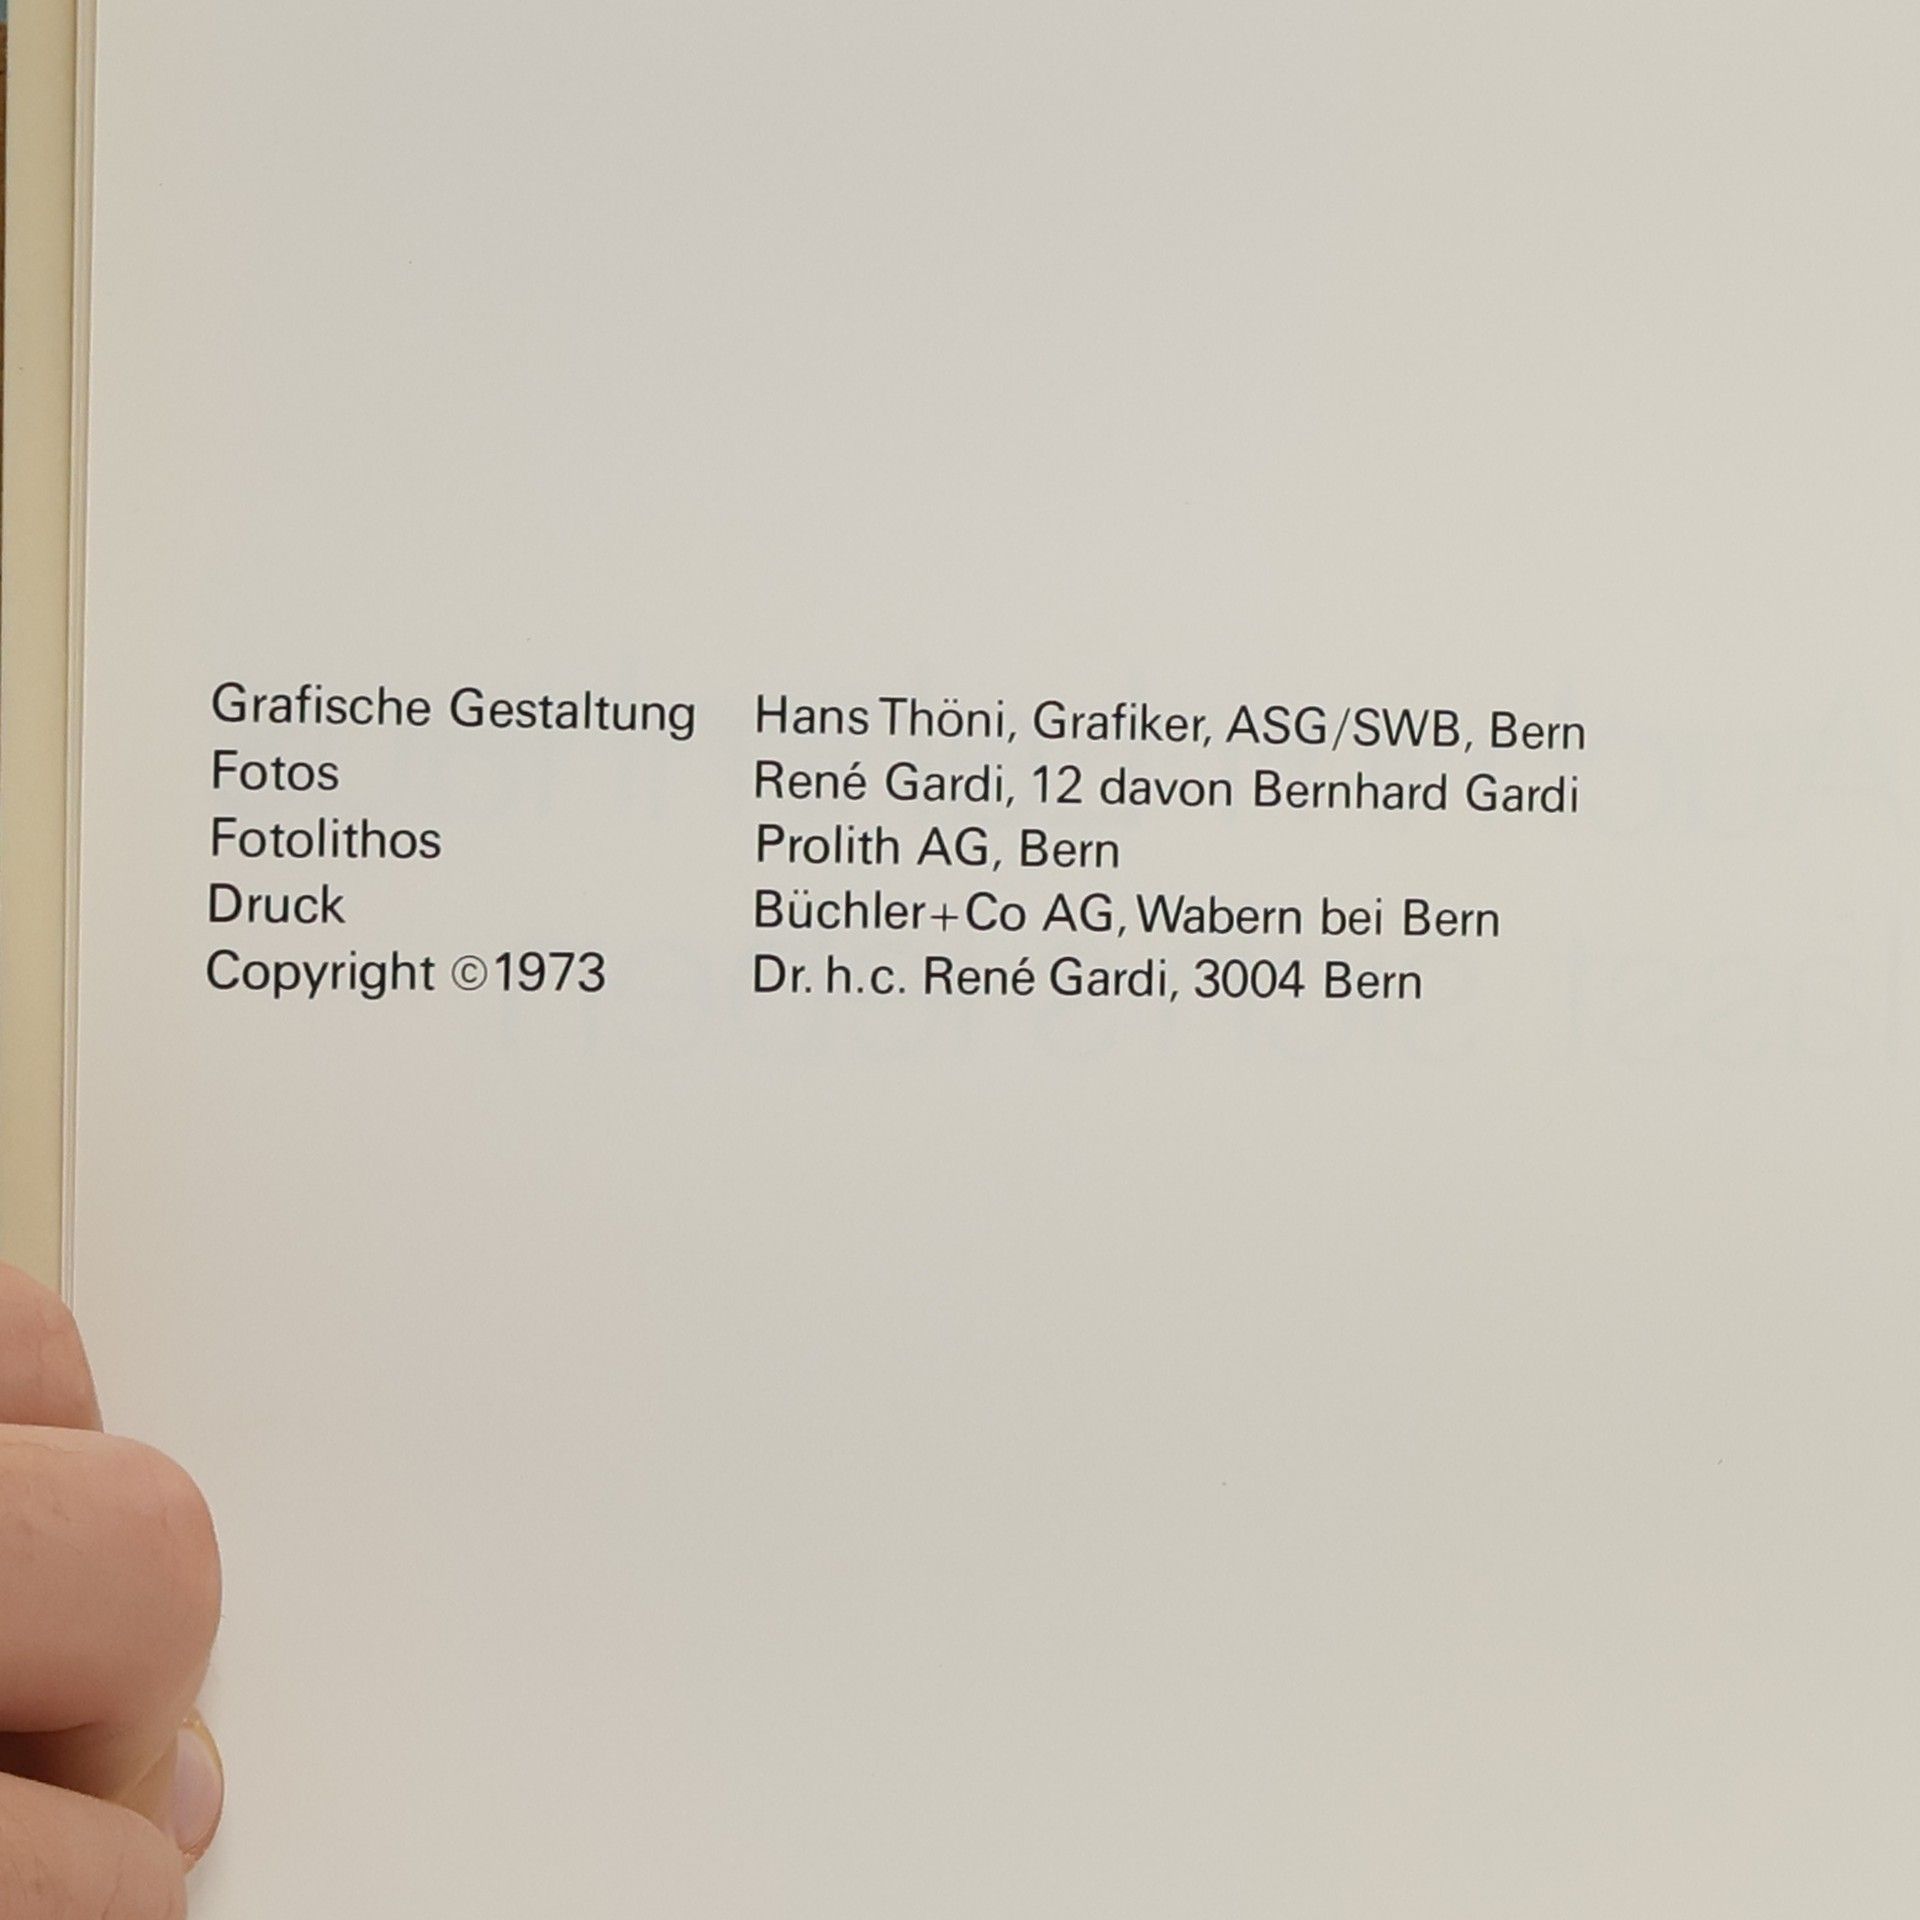 Grafische Gestaltung Hans Thöni, Grafiker, ASG/SWB, Bern
Fotos René Gardi, 12 davon Bernhard Gardi
Fotolithos Prolith AG, Bern
Druck Büchler+Co AG, Wabern bei Bern
Copyright ©1973 Dr. h.c. René Gardi, 3004 Bern